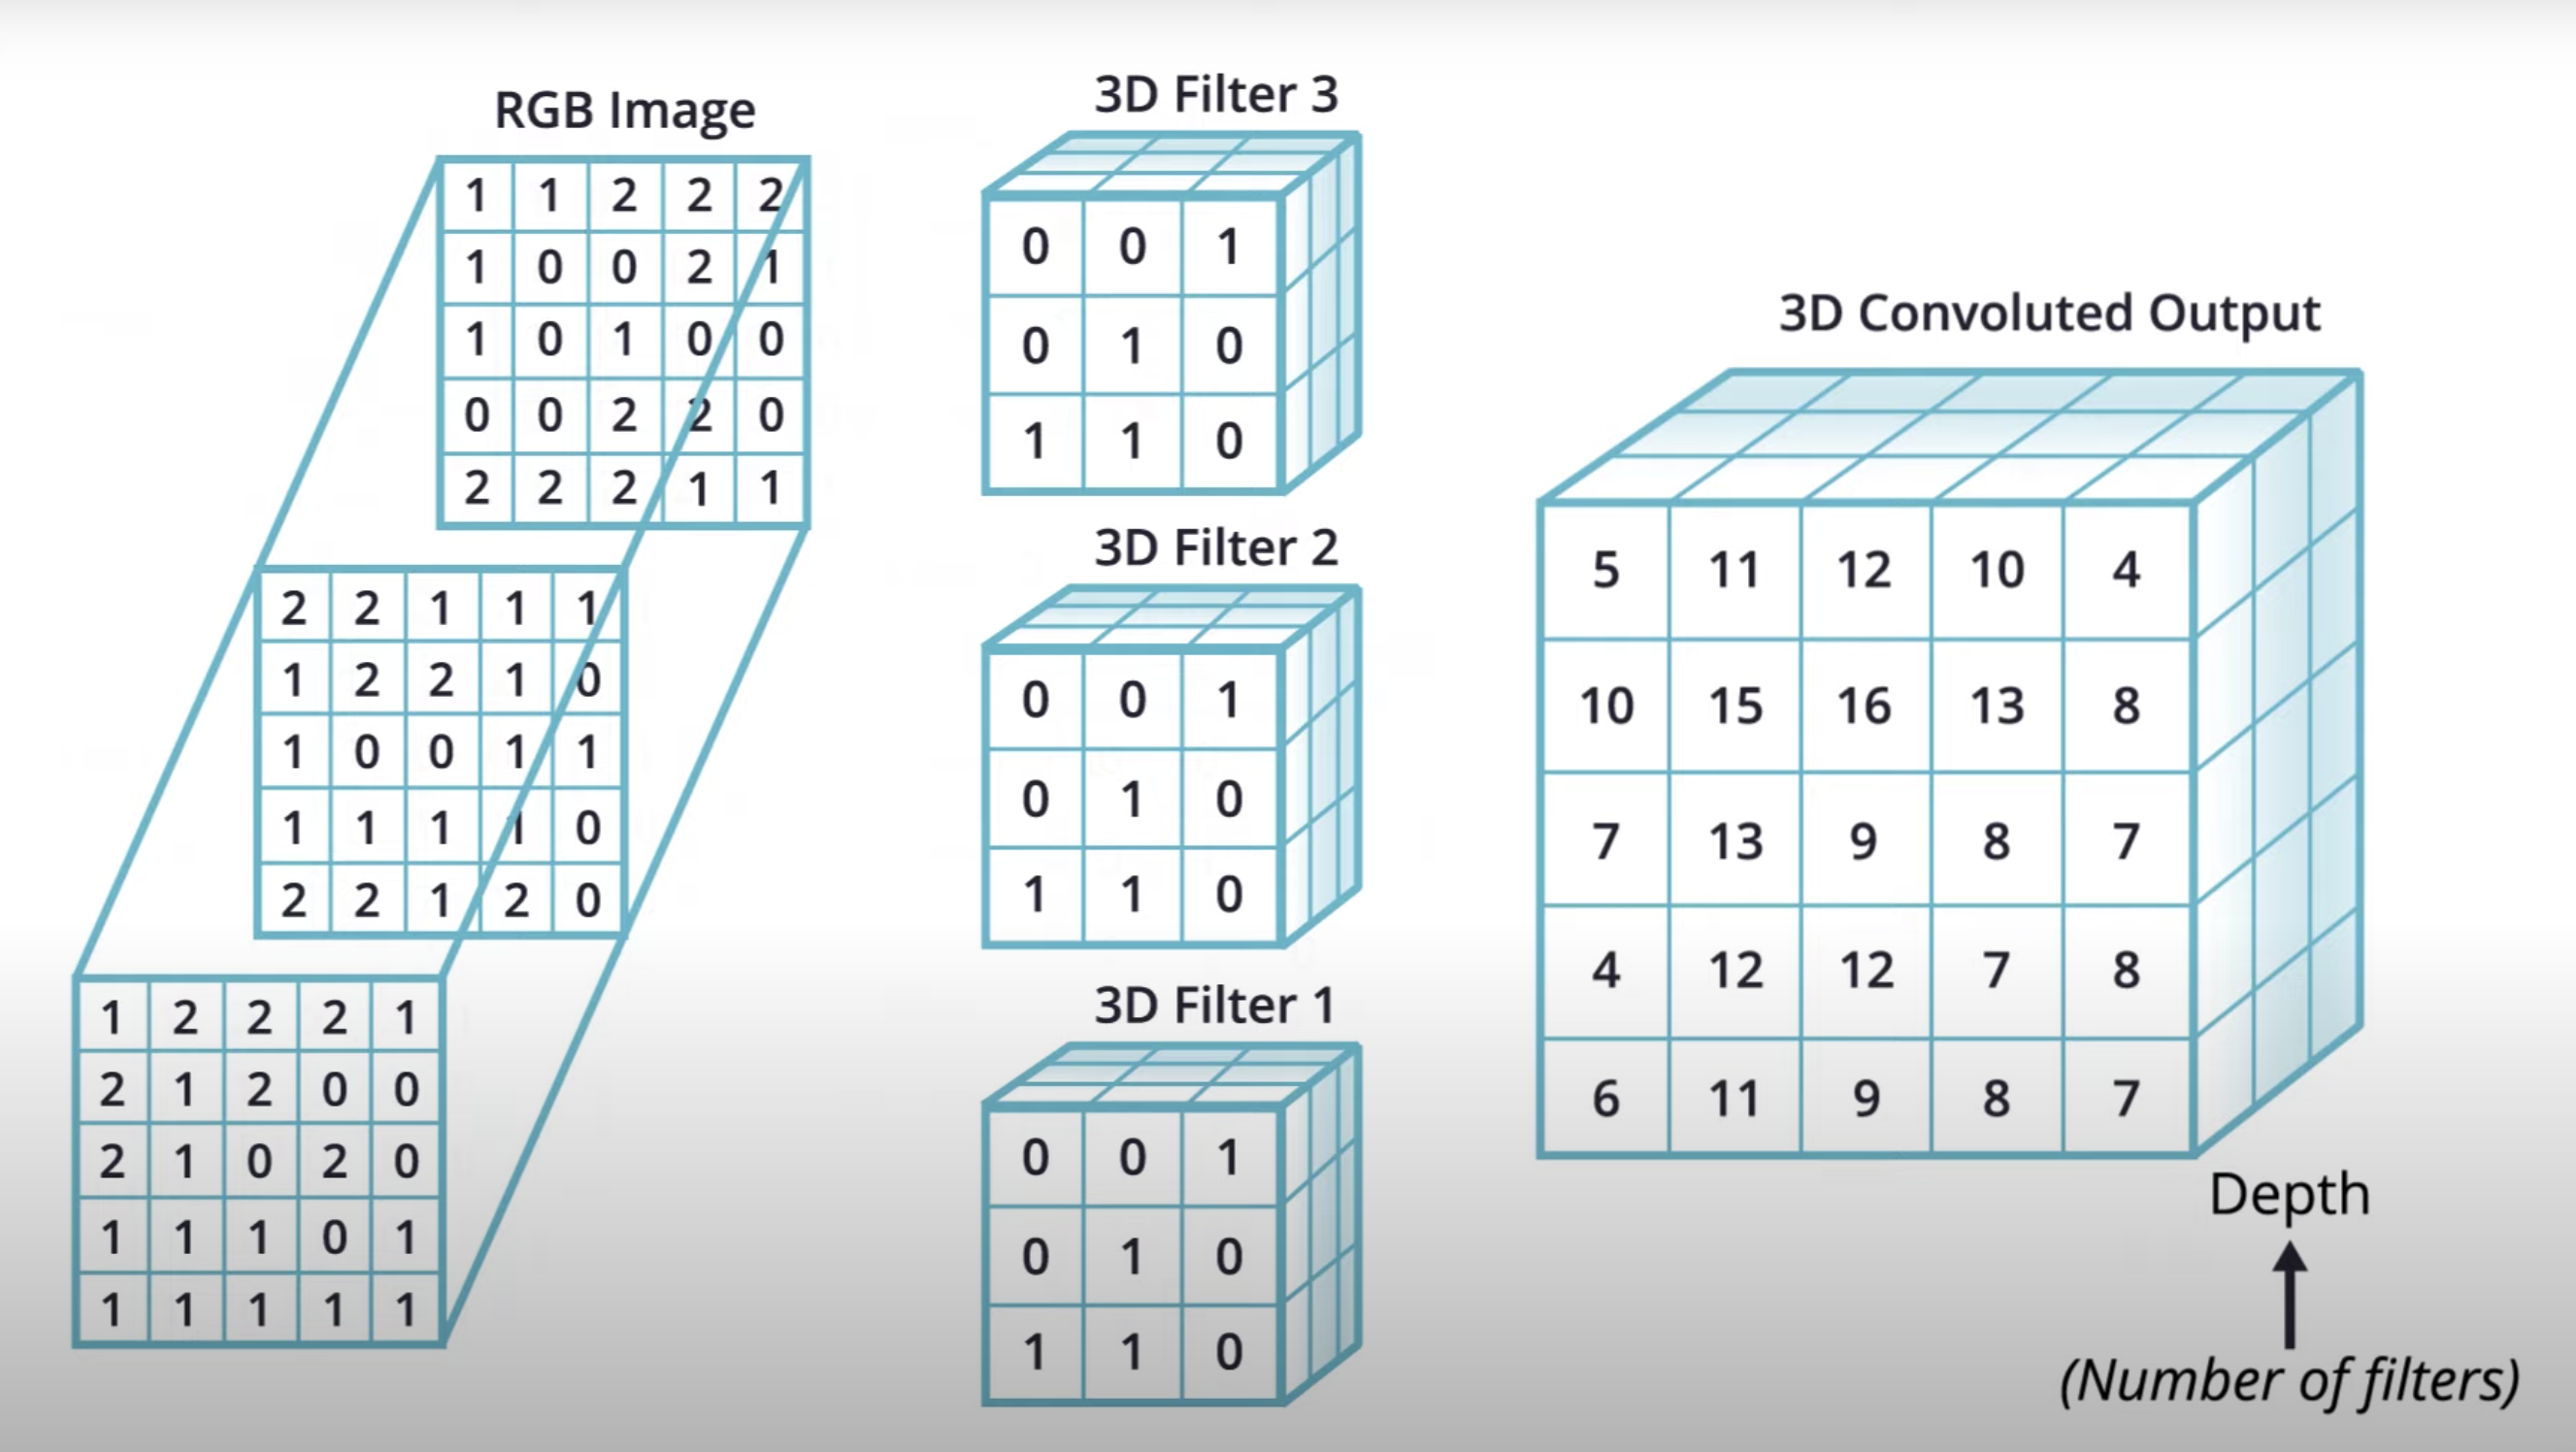 RGB Image
1 1 2 2 2
1 0 0 2 1
1 0 1 0 0
0 0 2 2 0
2 2 2 1 1
2 2 1 1 1
1 2 2 1 0
1 0 0 1 1
1 1 1 1 0
2 2 1 2 0
1 2 2 2 1
2 1 2 0 0
2 1 0 2 0
1 1 1 0 1
1 1 1 1 1
3D Filter 3
0 0 1
0 1 0
1 1 0
3D Filter 2
0 0 1
0 1 0
1 1 0
3D Filter 1
0 0 1
0 1 0
1 1 0
3D Convoluted Output
5 11 12 10 4
10 15 16 13 8
7 13 9 8 7
4 12 12 7 8
6 11 9 8 7
Depth
(Number of filters)